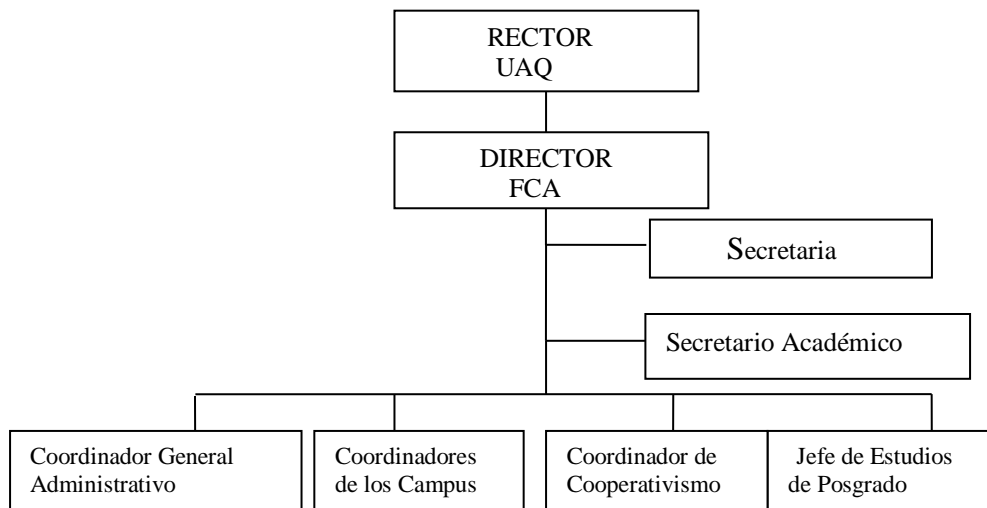 RECTOR
UAQ
DIRECTOR
FCA
Secretaria
Secretario Académico
Coordinador General
Administrativo
Coordinadores
de los Campus
Coordinador de
Cooperativismo
Jefe de Estudios
de Posgrado